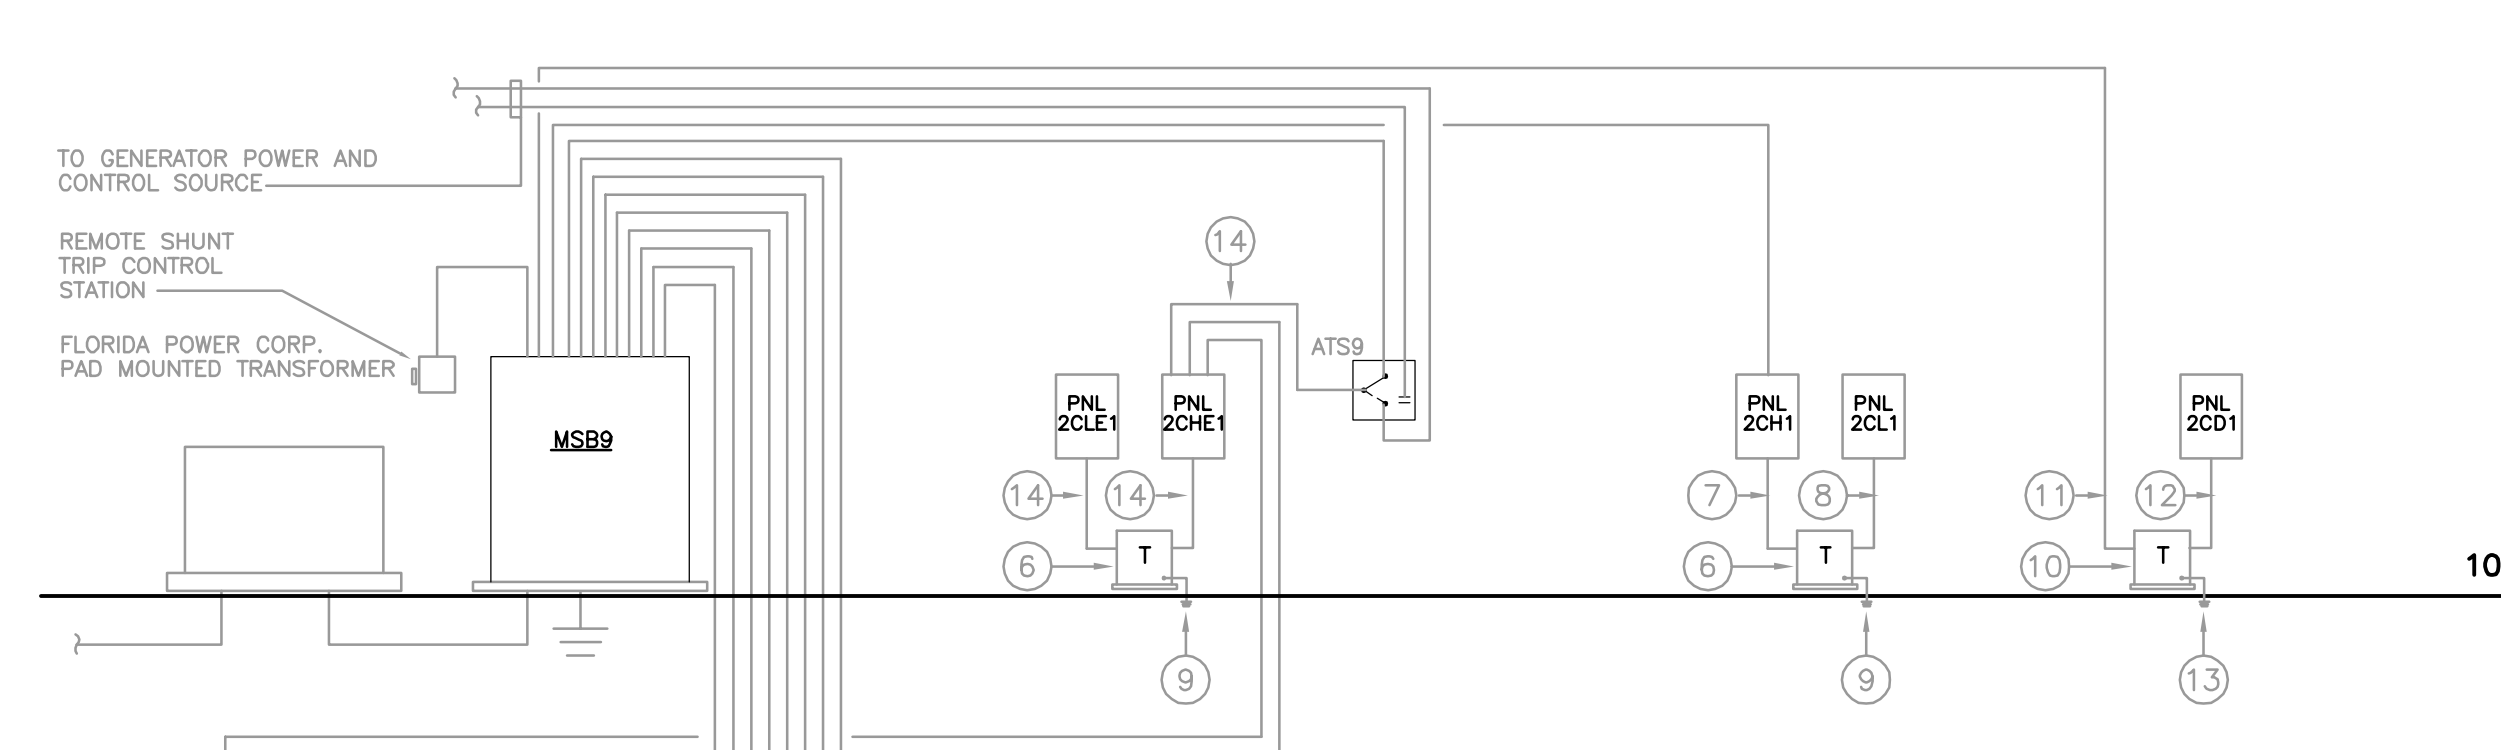 TO GENERATOR POWER AND
CONTROL SOURCE
REMOTE SHUNT
TRIP CONTROL
STATION
FLORIDA POWER CORP.
PAD MOUNTED TRANSFORMER
MSB9
14
ATS9
PNL
2CLE1
PNL
2CHE1
PNL
2CH1
PNL
2CL1
PNL
2CD1
14
14
7
8
11
12
6
T
6
T
10
T
10
9
9
13